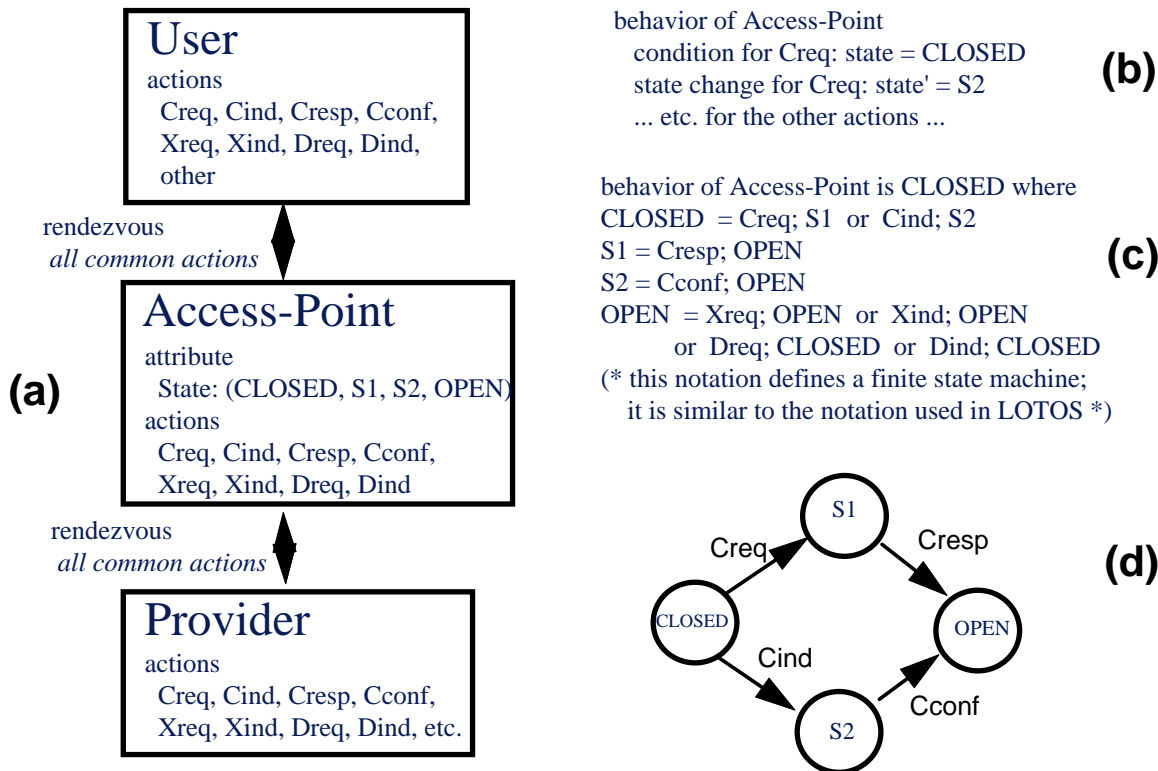 (a)
User
actions
Creq, Cind, Cresp, Cconf,
Xreq, Xind, Dreq, Dind,
other
rendezvous
all common actions
Access-Point
attribute
State: (CLOSED, S1, S2, OPEN)
actions
Creq, Cind, Cresp, Cconf,
Xreq, Xind, Dreq, Dind
rendezvous
all common actions
Provider
actions
Creq, Cind, Cresp, Cconf,
Xreq, Xind, Dreq, Dind, etc.
behavior of Access-Point
condition for Creq: state = CLOSED
state change for Creq: state' = S2
... etc. for the other actions ...
(b)
behavior of Access-Point is CLOSED where
CLOSED = Creq; S1 or Cind; S2
S1 = Cresp; OPEN
S2 = Cconf; OPEN
OPEN = Xreq; OPEN or Xind; OPEN
or Dreq; CLOSED or Dind; CLOSED
(* this notation defines a finite state machine;
it is similar to the notation used in LOTOS *)
(c)
S1
Creq
Cresp
(d)
CLOSED
OPEN
Cind
Cconf
S2